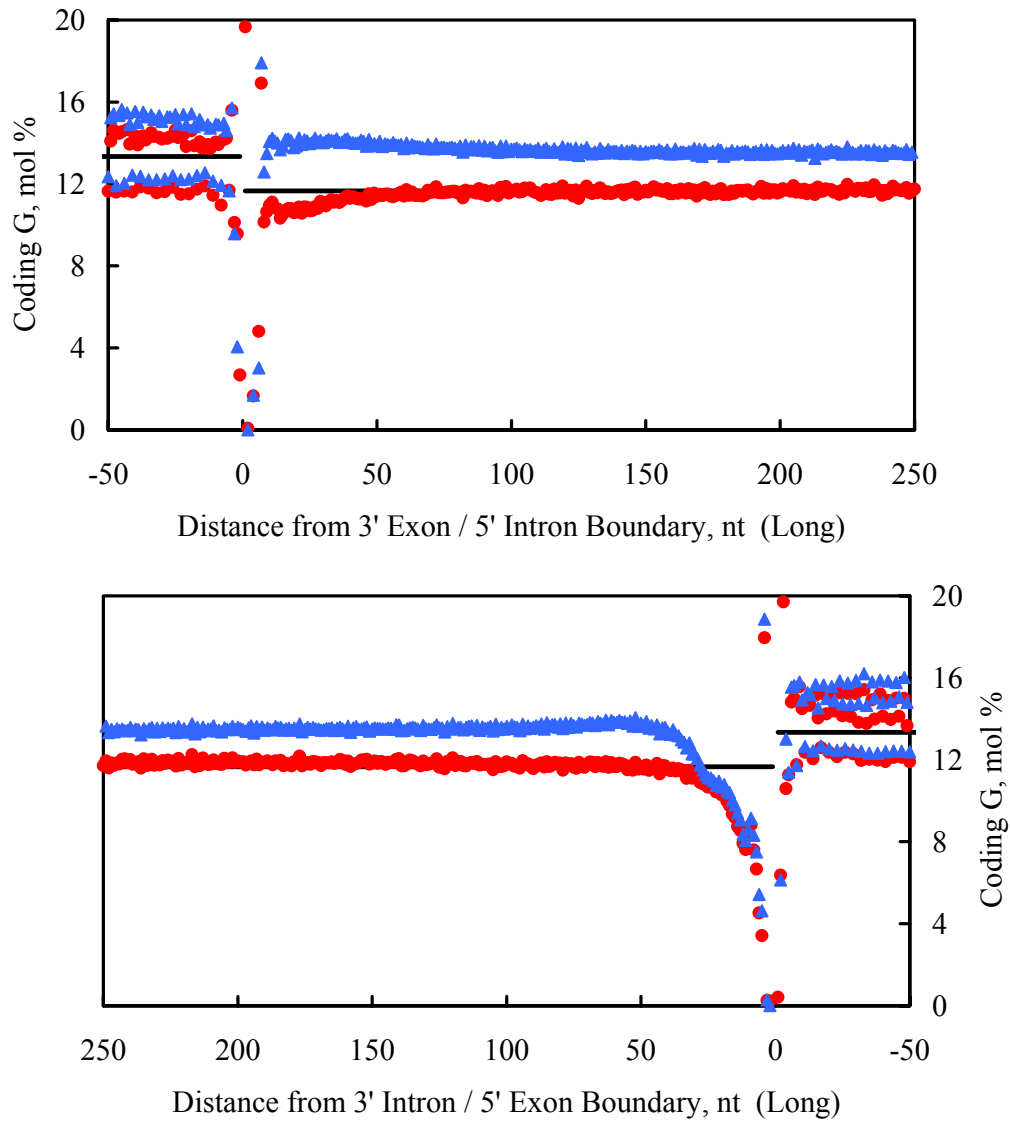 20
16
12
8
4
0
Coding G, mol %
-50 0 50 100 150 200 250
Distance from 3' Exon / 5' Intron Boundary, nt (Long)
20
16
12
8
4
0
Coding G, mol %
250 200 150 100 50 0 -50
Distance from 3' Intron / 5' Exon Boundary, nt (Long)